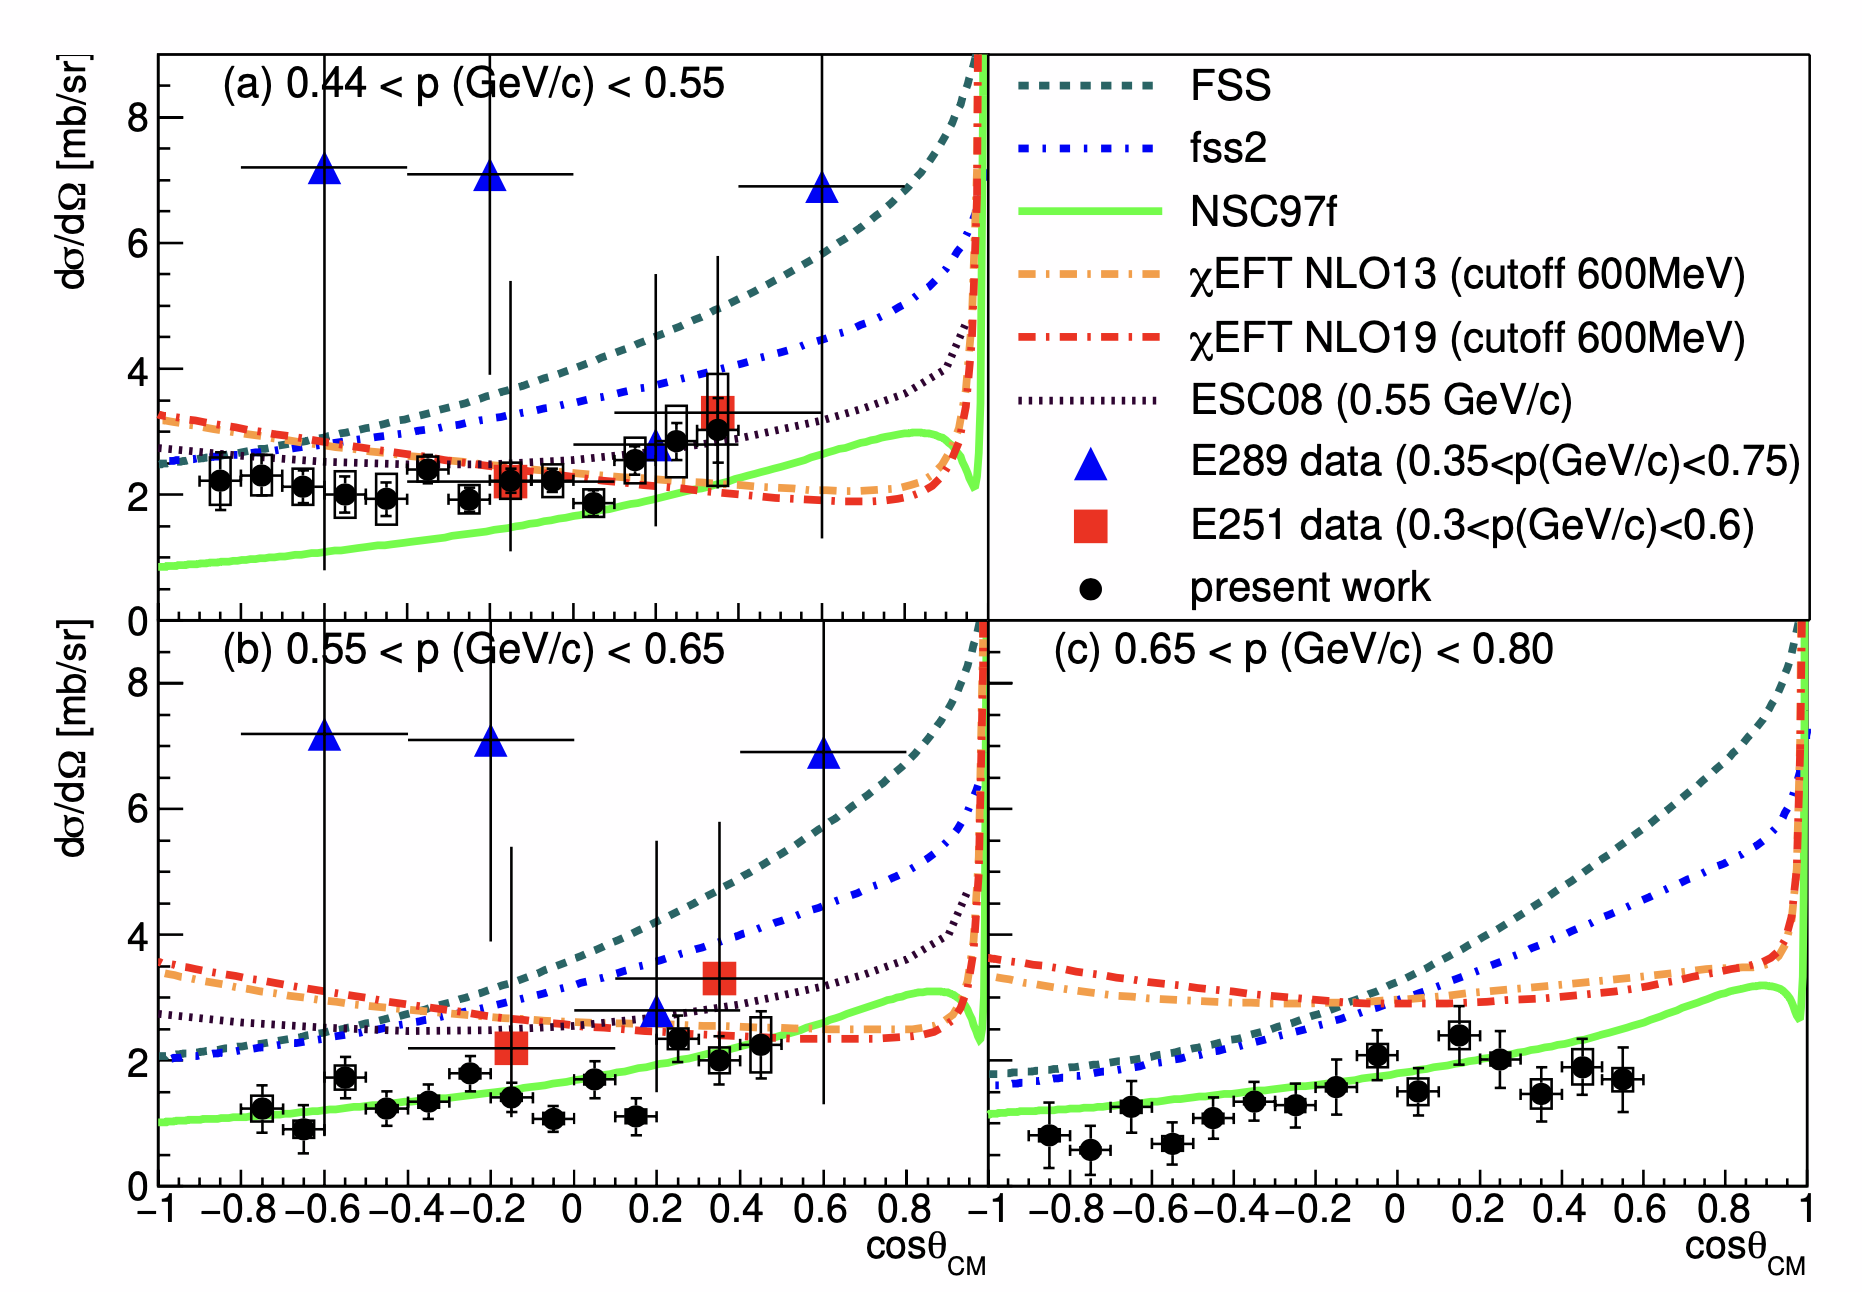 dσ/dΩ [mb/sr]
(a) 0.44 < p (GeV/c) < 0.55
8
6
4
2
0
FSS
fss2
NSC97f
χEFT NLO13 (cutoff 600MeV)
χEFT NLO19 (cutoff 600MeV)
ESC08 (0.55 GeV/c)
E289 data (0.35<p(GeV/c)<0.75)
E251 data (0.3<p(GeV/c)<0.6)
present work
dσ/dΩ [mb/sr]
(b) 0.55 < p (GeV/c) < 0.65
8
6
4
2
0
−1 −0.8 −0.6 −0.4 −0.2 0 0.2 0.4 0.6 0.8
cosθCM
(c) 0.65 < p (GeV/c) < 0.80
−1 −0.8 −0.6 −0.4 −0.2 0 0.2 0.4 0.6 0.8 1
cosθCM